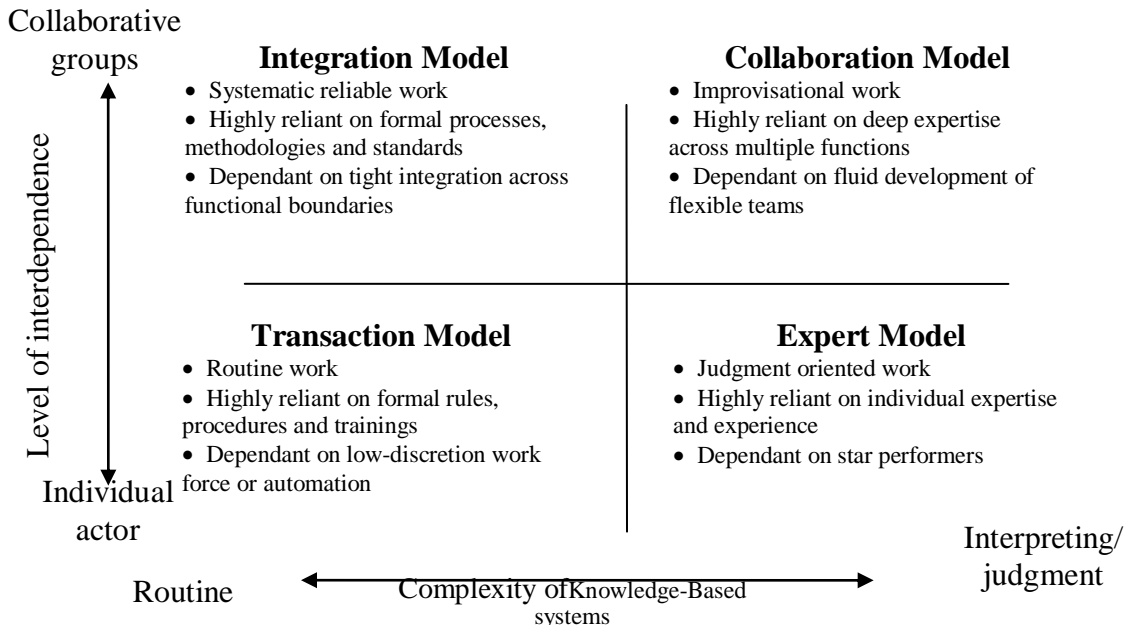 Collaborative
groups
Integration Model
• Systematic reliable work
• Highly reliant on formal processes,
methodologies and standards
• Dependant on tight integration across
functional boundaries
Collaboration Model
• Improvisational work
• Highly reliant on deep expertise
across multiple functions
• Dependant on fluid development of
flexible teams
Level of interdependence
Transaction Model
• Routine work
• Highly reliant on formal rules,
procedures and trainings
• Dependant on low-discretion work
force or automation
Expert Model
• Judgment oriented work
• Highly reliant on individual expertise
and experience
• Dependant on star performers
Individual
actor
Routine
Complexity of Knowledge-Based
systems
Interpreting/
judgment